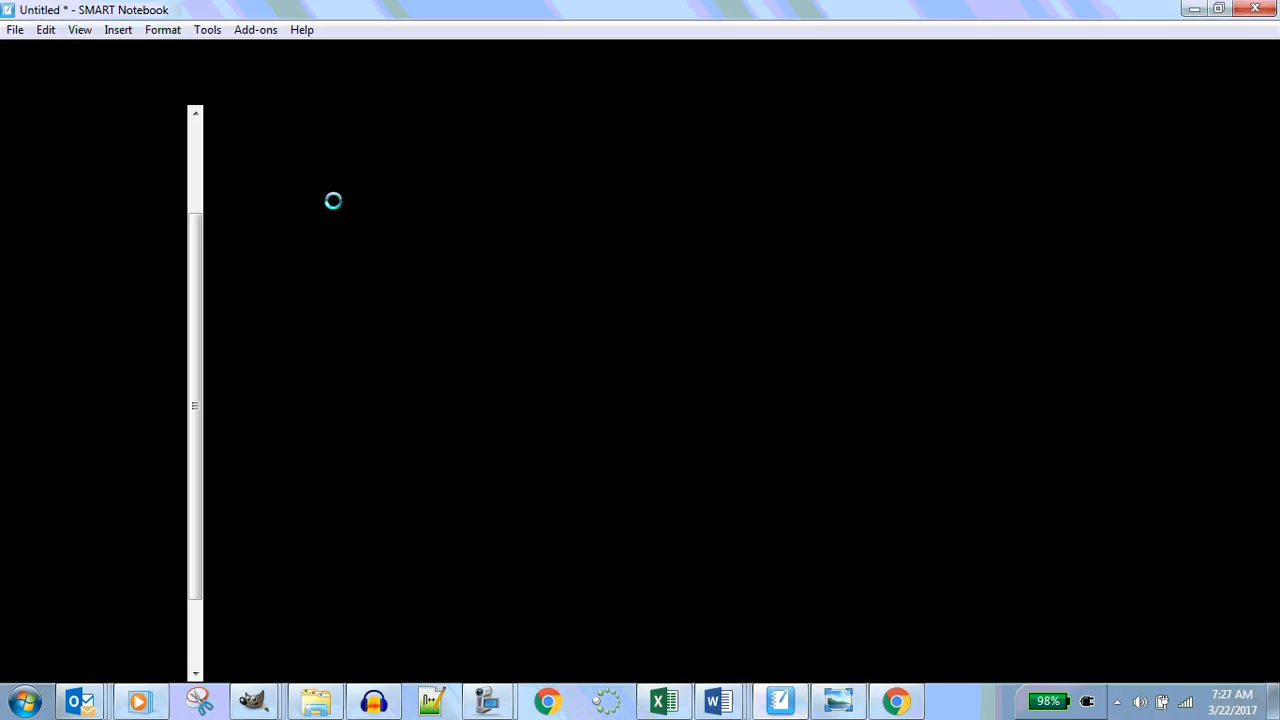 Untitled * - SMART Notebook
File Edit View Insert Format Tools Add-ons Help
98%
7:27 AM
3/22/2017